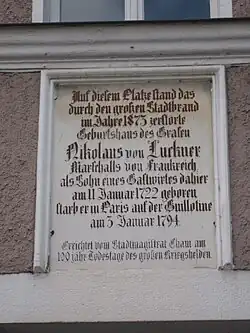 Auf diesem Platze stand das
durch den großen Stadtbrand
im Jahre 1873 zerstörte
Geburtshaus des Grafen
Nikolaus von Luckner
Marschalls von Frankreich
als Sohn eines Gastwirtes dahier
am 11. Januar 1722 geboren
starb er in Paris auf der Guillotine
am 3. Januar 1794.
Errichtet vom Stadtmagistrat Cham am
100 jähr. Todestage des großen Kriegshelden.